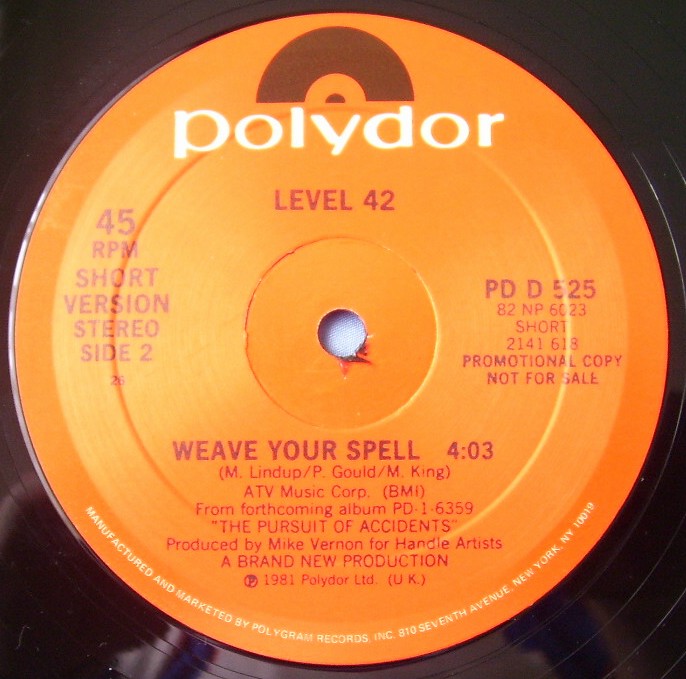 polydor
LEVEL 42
45
RPM
SHORT
VERSION
STEREO
SIDE 2
26
PD D 525
82 NP 6023
SHORT
2141 618
PROMOTIONAL COPY
NOT FOR SALE
WEAVE YOUR SPELL 4:03
(M. Lindup/P. Gould/M. King)
ATV Music Corp. (BMI)
From forthcoming album PD-1-6359
"THE PURSUIT OF ACCIDENTS"
Produced by Mike Vernon for Handle Artists
A BRAND NEW PRODUCTION
℗ 1981 Polydor Ltd. (U.K.)
MANUFACTURED AND MARKETED BY POLYGRAM RECORDS, INC. 810 SEVENTH AVENUE, NEW YORK, NY 10019